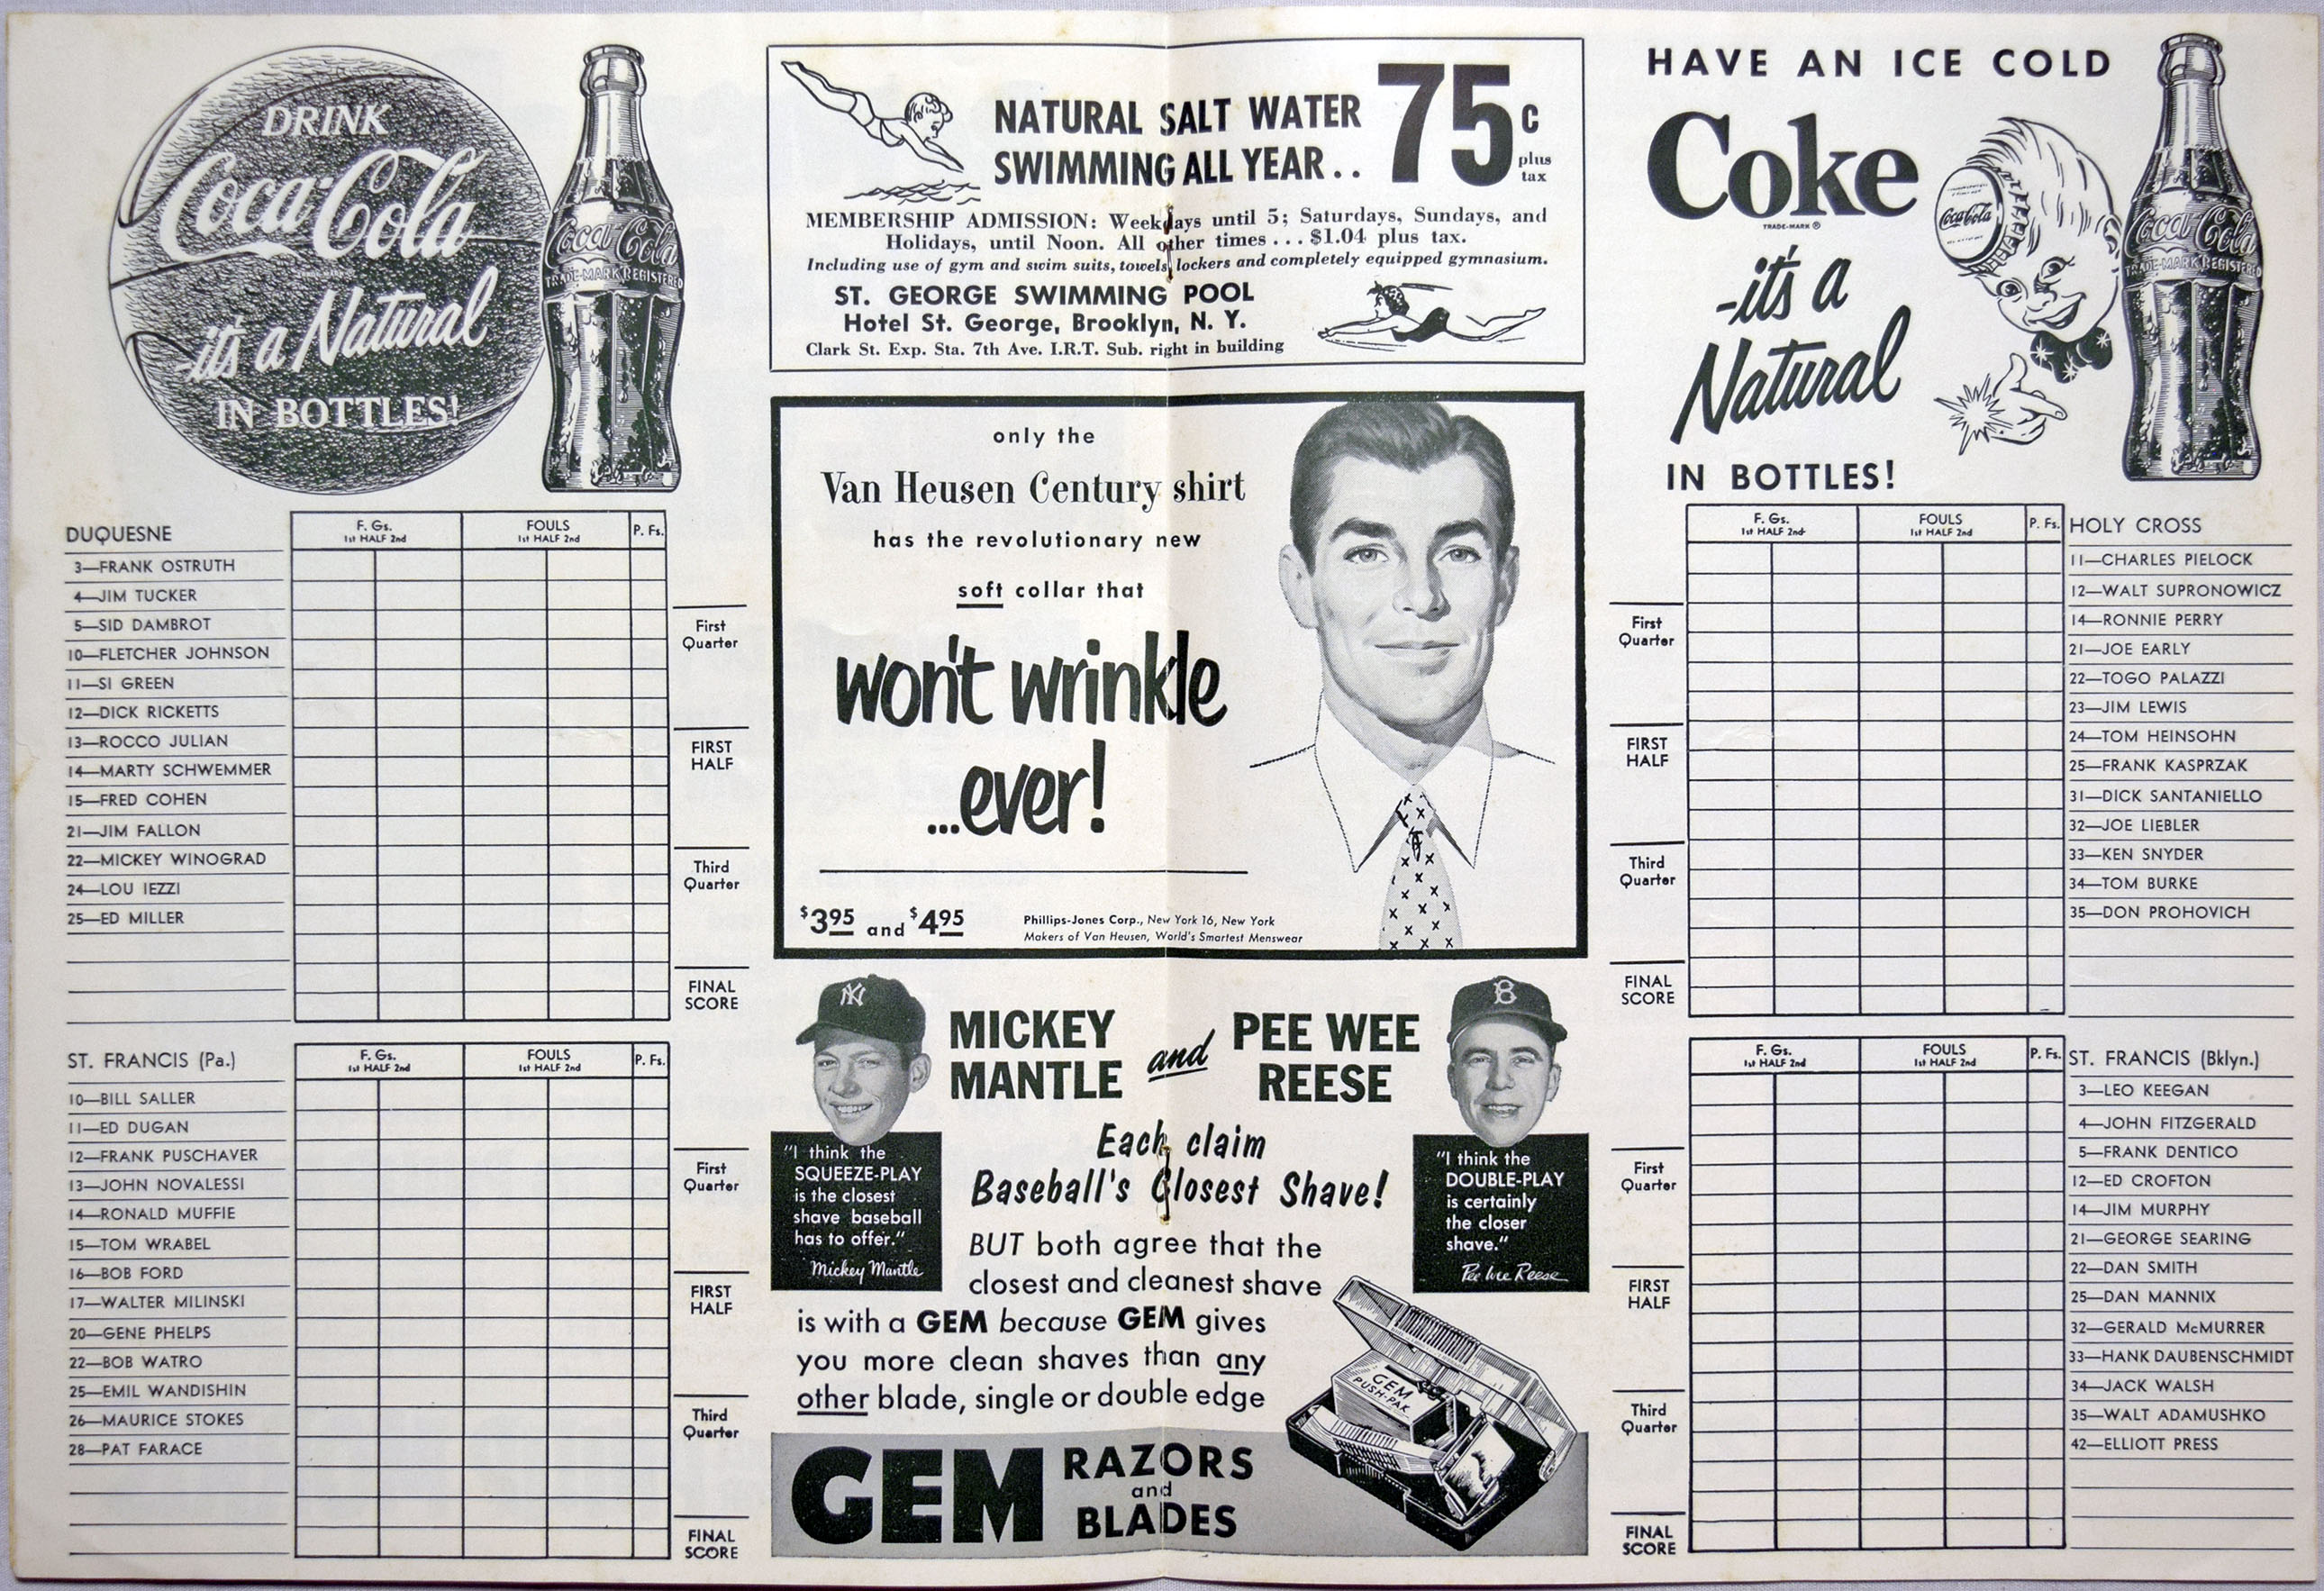 DRINK
Coca-Cola
-it's a Natural
IN BOTTLES!
Coca-Cola
TRADE-MARK REGISTERED
NATURAL SALT WATER
SWIMMING ALL YEAR..
75c
plus
tax
MEMBERSHIP ADMISSION: Weekdays until 5; Saturdays, Sundays, and
Holidays, until Noon. All other times . . . $1.04 plus tax.
Including use of gym and swim suits, towels, lockers and completely equipped gymnasium.
ST. GEORGE SWIMMING POOL
Hotel St. George, Brooklyn, N. Y.
Clark St. Exp. Sta. 7th Ave. I.R.T. Sub. right in building
HAVE AN ICE COLD
Coke
TRADE-MARK ®
-it's a
Natural
IN BOTTLES!
Coca-Cola
Coca-Cola
TRADE-MARK REGISTERED
DUQUESNE
F. Gs.
1st HALF 2nd
FOULS
1st HALF 2nd
P. Fs.
3—FRANK OSTRUTH
4—JIM TUCKER
5—SID DAMBROT
10—FLETCHER JOHNSON
11—SI GREEN
12—DICK RICKETTS
13—ROCCO JULIAN
14—MARTY SCHWEMMER
15—FRED COHEN
21—JIM FALLON
22—MICKEY WINOGRAD
24—LOU IEZZI
25—ED MILLER
First
Quarter
FIRST
HALF
Third
Quarter
FINAL
SCORE
ST. FRANCIS (Pa.)
F. Gs.
1st HALF 2nd
FOULS
1st HALF 2nd
P. Fs.
10—BILL SALLER
11—ED DUGAN
12—FRANK PUSCHAVER
13—JOHN NOVALESSI
14—RONALD MUFFIE
15—TOM WRABEL
16—BOB FORD
17—WALTER MILINSKI
20—GENE PHELPS
22—BOB WATRO
25—EMIL WANDISHIN
26—MAURICE STOKES
28—PAT FARACE
First
Quarter
FIRST
HALF
Third
Quarter
FINAL
SCORE
only the
Van Heusen Century shirt
has the revolutionary new
soft collar that
won't wrinkle
...ever!
$3.95 and $4.95
Phillips-Jones Corp., New York 16, New York
Makers of Van Heusen, World's Smartest Menswear
NY
MICKEY
MANTLE
and
PEE WEE
REESE
B
Each claim
Baseball's Closest Shave!
"I think the
SQUEEZE-PLAY
is the closest
shave baseball
has to offer."
Mickey Mantle
"I think the
DOUBLE-PLAY
is certainly
the closer
shave."
Pee Wee Reese
BUT both agree that the
closest and cleanest shave
is with a GEM because GEM gives
you more clean shaves than any
other blade, single or double edge
GEM
PUSH-PAK
GEM RAZORS
and
BLADES
F. Gs.
1st HALF 2nd
FOULS
1st HALF 2nd
P. Fs.
HOLY CROSS
11—CHARLES PIELOCK
12—WALT SUPRONOWICZ
14—RONNIE PERRY
21—JOE EARLY
22—TOGO PALAZZI
23—JIM LEWIS
24—TOM HEINSOHN
25—FRANK KASPRZAK
31—DICK SANTANIELLO
32—JOE LIEBLER
33—KEN SNYDER
34—TOM BURKE
35—DON PROHOVICH
First
Quarter
FIRST
HALF
Third
Quarter
FINAL
SCORE
F. Gs.
1st HALF 2nd
FOULS
1st HALF 2nd
P. Fs.
ST. FRANCIS (Bklyn.)
3—LEO KEEGAN
4—JOHN FITZGERALD
5—FRANK DENTICO
12—ED CROFTON
14—JIM MURPHY
21—GEORGE SEARING
22—DAN SMITH
25—DAN MANNIX
32—GERALD McMURRER
33—HANK DAUBENSCHMIDT
34—JACK WALSH
35—WALT ADAMUSHKO
42—ELLIOTT PRESS
First
Quarter
FIRST
HALF
Third
Quarter
FINAL
SCORE